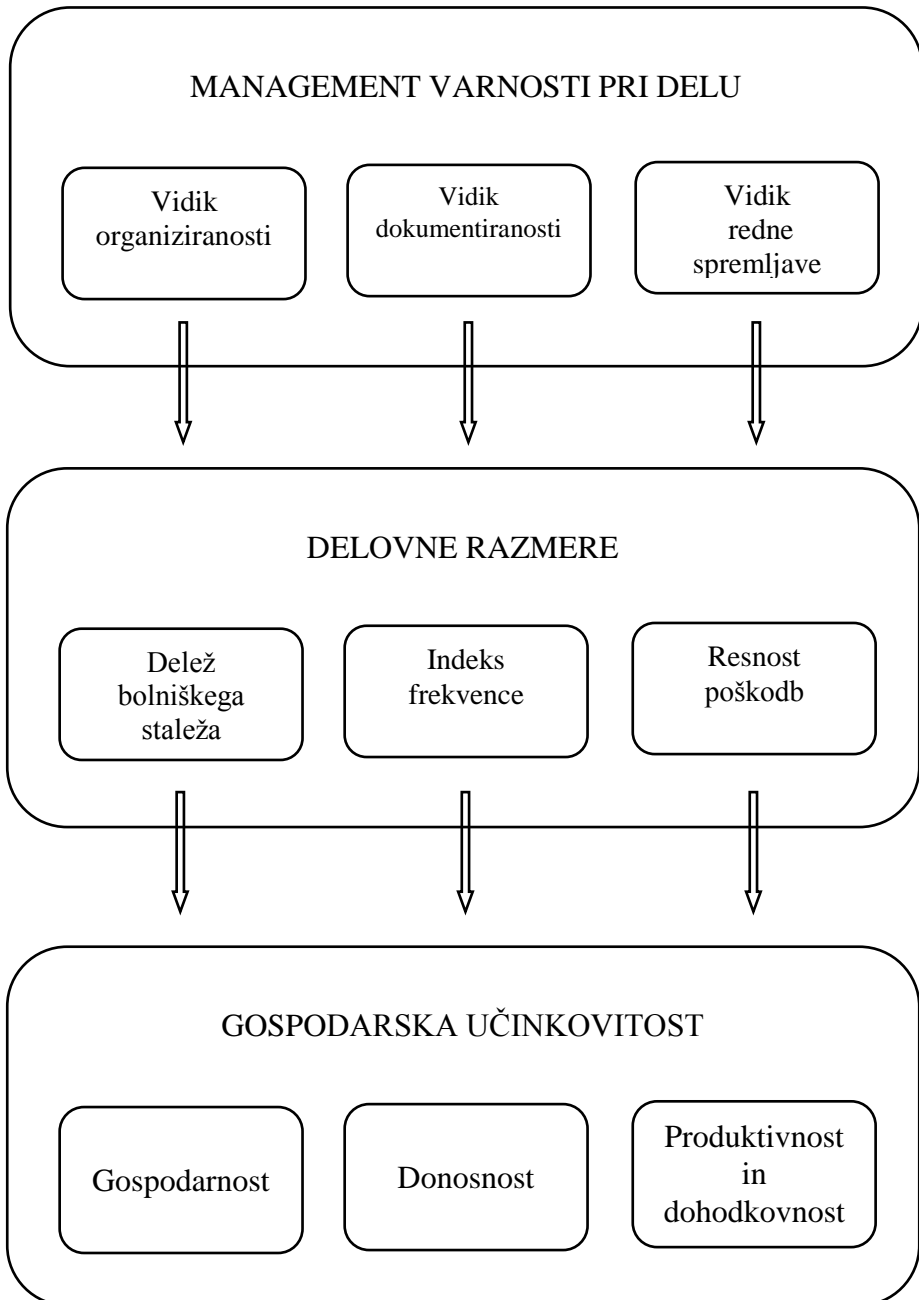 MANAGEMENT VARNOSTI PRI DELU
Vidik
organiziranosti
Vidik
dokumentiranosti
Vidik
redne
spremljave
DELOVNE RAZMERE
Delež
bolniškega
staleža
Indeks
frekvence
Resnost
poškodb
GOSPODARSKA UČINKOVITOST
Gospodarnost
Donosnost
Produktivnost
in
dohodkovnost